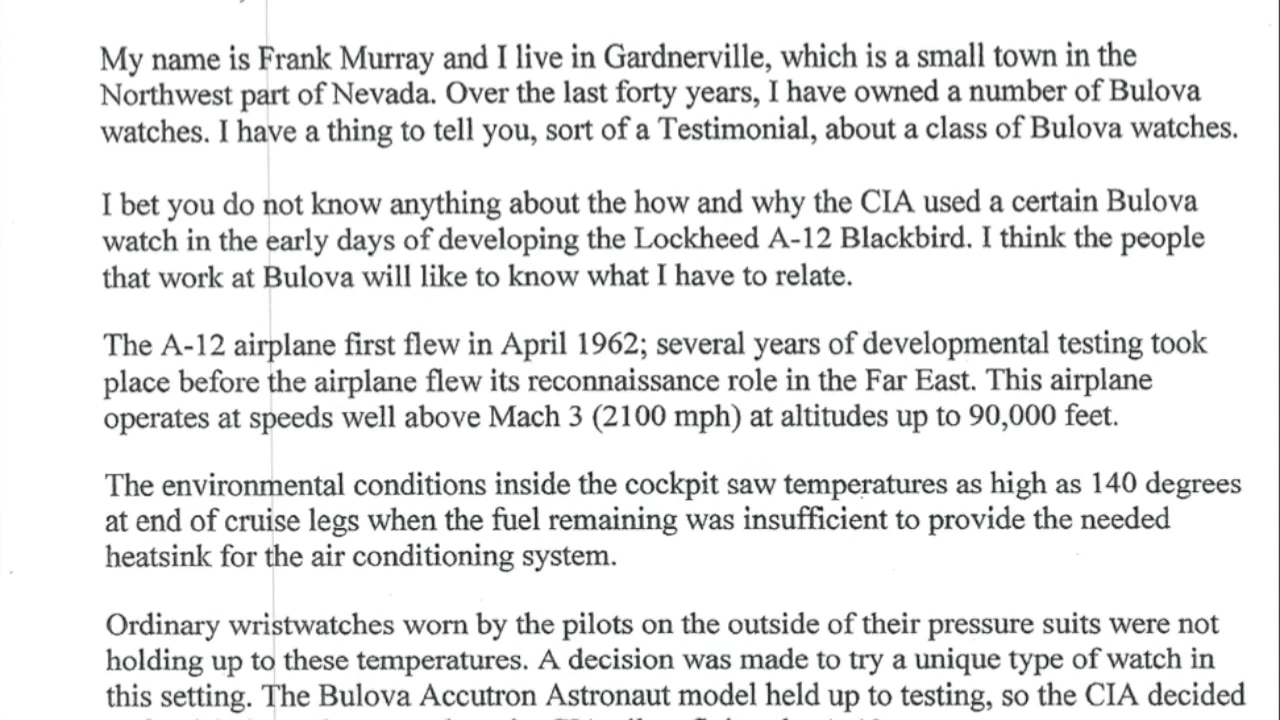 My name is Frank Murray and I live in Gardnerville, which is a small town in the
Northwest part of Nevada. Over the last forty years, I have owned a number of Bulova
watches. I have a thing to tell you, sort of a Testimonial, about a class of Bulova watches.
I bet you do not know anything about the how and why the CIA used a certain Bulova
watch in the early days of developing the Lockheed A-12 Blackbird. I think the people
that work at Bulova will like to know what I have to relate.
The A-12 airplane first flew in April 1962; several years of developmental testing took
place before the airplane flew its reconnaissance role in the Far East. This airplane
operates at speeds well above Mach 3 (2100 mph) at altitudes up to 90,000 feet.
The environmental conditions inside the cockpit saw temperatures as high as 140 degrees
at end of cruise legs when the fuel remaining was insufficient to provide the needed
heatsink for the air conditioning system.
Ordinary wristwatches worn by the pilots on the outside of their pressure suits were not
holding up to these temperatures. A decision was made to try a unique type of watch in
this setting. The Bulova Accutron Astronaut model held up to testing, so the CIA decided